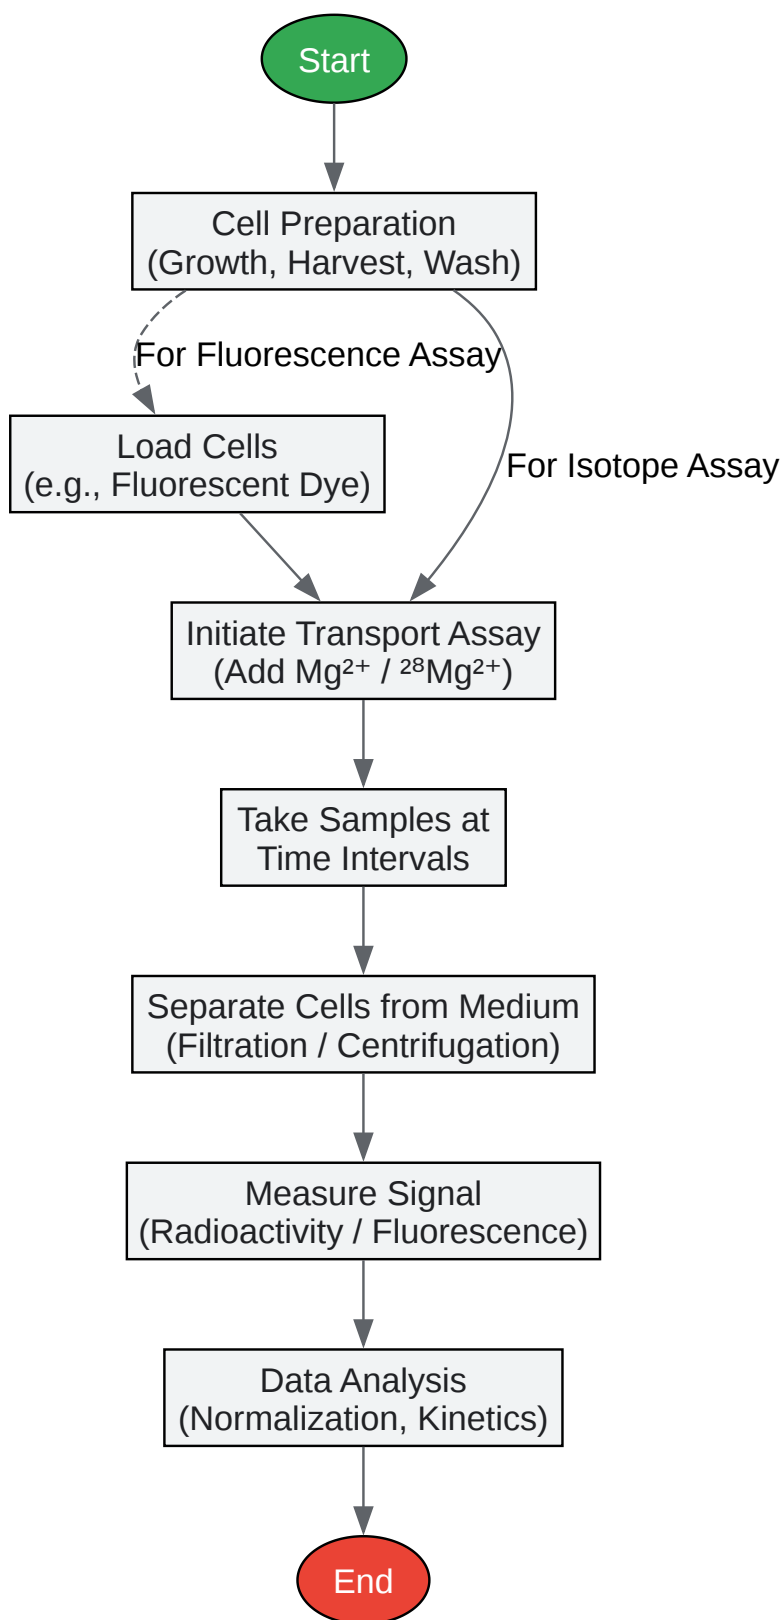 Start
Cell Preparation
(Growth, Harvest, Wash)
For Fluorescence Assay
Load Cells
(e.g., Fluorescent Dye)
For Isotope Assay
Initiate Transport Assay
(Add Mg²⁺ / ²⁸Mg²⁺)
Take Samples at
Time Intervals
Separate Cells from Medium
(Filtration / Centrifugation)
Measure Signal
(Radioactivity / Fluorescence)
Data Analysis
(Normalization, Kinetics)
End